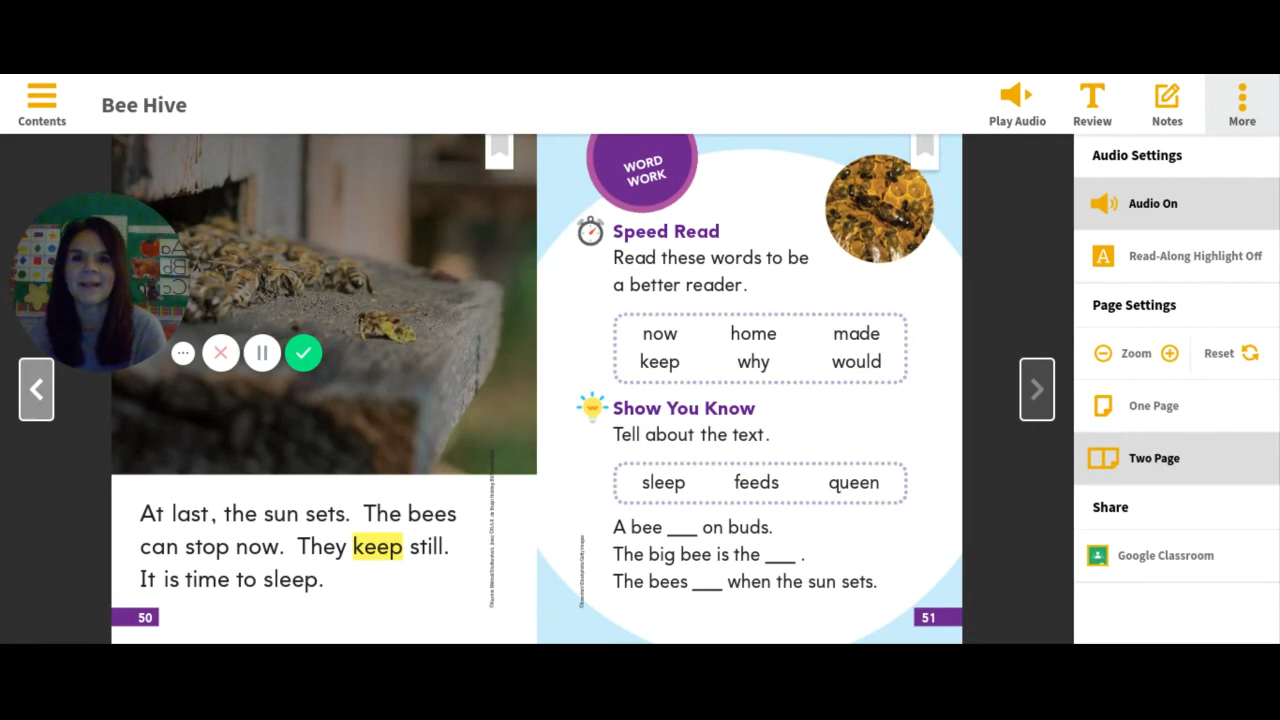 Contents
Bee Hive
Play Audio
Review
Notes
More
WORD
WORK
Speed Read
Read these words to be
a better reader.
now home made
keep why would
Show You Know
Tell about the text.
sleep feeds queen
A bee ___ on buds.
The big bee is the ___ .
The bees ___ when the sun sets.
51
At last, the sun sets. The bees
can stop now. They keep still.
It is time to sleep.
50
Audio Settings
Audio On
A Read-Along Highlight Off
Page Settings
Zoom
Reset
One Page
Two Page
Share
Google Classroom